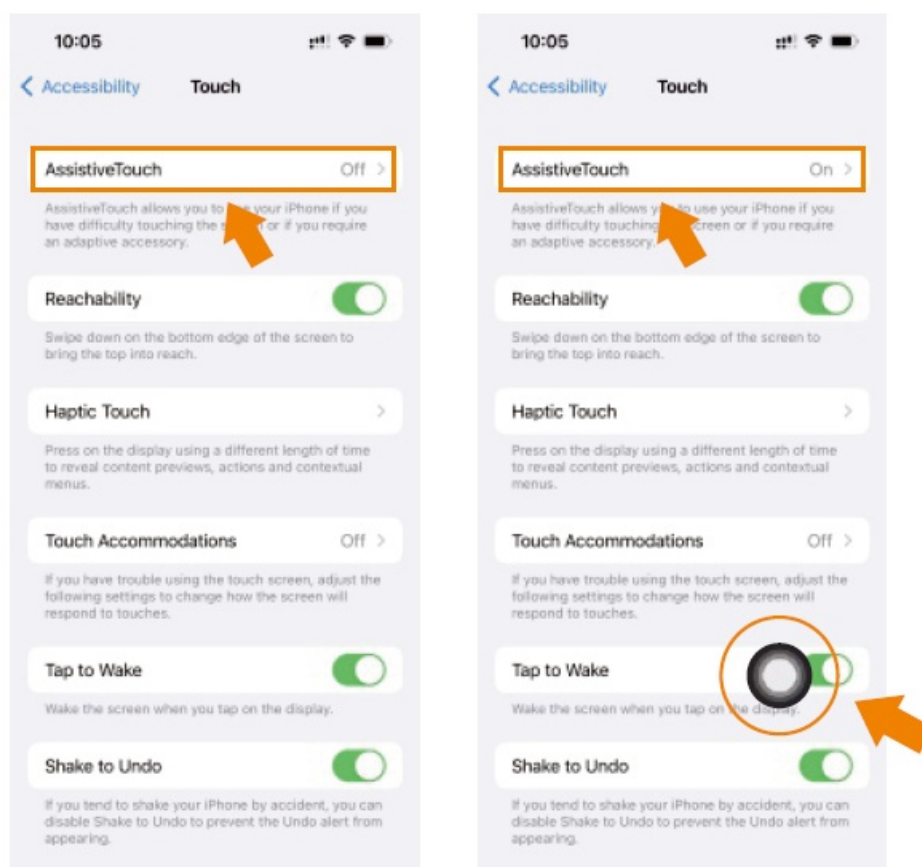 10:05
Accessibility
Touch
AssistiveTouch
Off
AssistiveTouch allows you to use your iPhone if you
have difficulty touching the or if you require
an adaptive accessory.
Reachability
Swipe down on the bottom edge of the screen to
bring the top into reach.
Haptic Touch
Press on the display using a different length of time
to reveal content previews, actions and contextual
menus.
Touch Accommodations
Off
If you have trouble using the touch screen, adjust the
following settings to change how the screen will
respond to touches.
Tap to Wake
Wake the screen when you tap on the display.
Shake to Undo
If you tend to shake your iPhone by accident, you can
disable Shake to Undo to prevent the Undo alert from
appearing.
10:05
Accessibility
Touch
AssistiveTouch
On
AssistiveTouch allows you to use your iPhone if you
have difficulty touching screen or if you require
an adaptive accessory.
Reachability
Swipe down on the bottom edge of the screen to
bring the top into reach.
Haptic Touch
Press on the display using a different length of time
to reveal content previews, actions and contextual
menus.
Touch Accommodations
Off
If you have trouble using the touch screen, adjust the
following settings to change how the screen will
respond to touches.
Tap to Wake
Wake the screen when you tap on the display.
Shake to Undo
If you tend to shake your iPhone by accident, you can
disable Shake to Undo to prevent the Undo alert from
appearing.